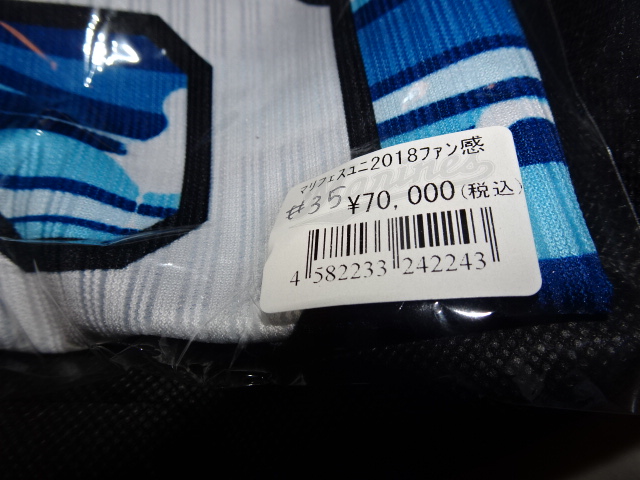 マリフェスユニ2018ファン感
#35 ¥70,000(税込)
4 582233 242243